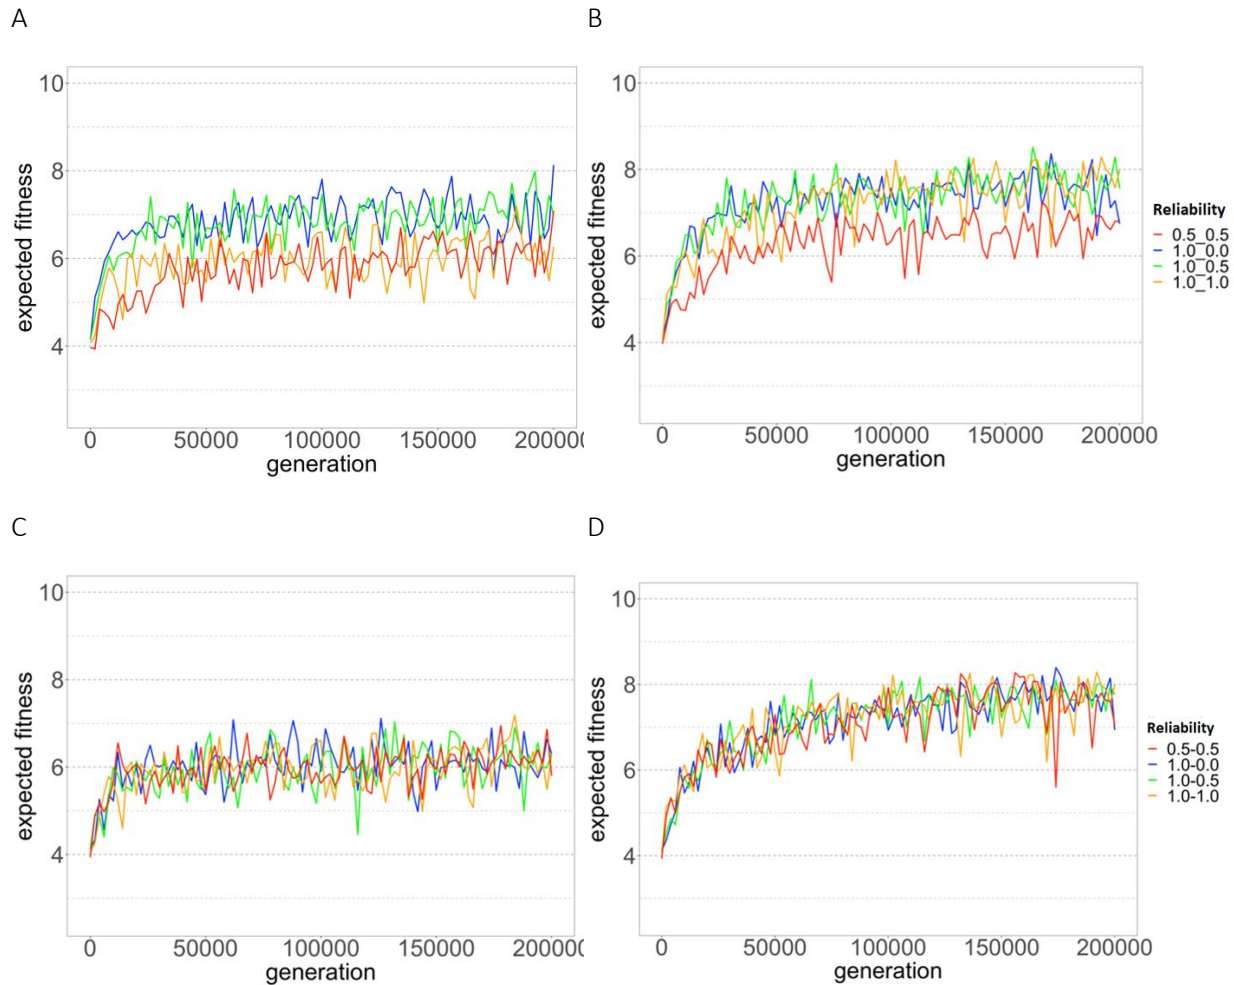 A
B
10
8
6
4
expected fitness
0 50000 100000 150000 200000
generation
10
8
6
4
expected fitness
0 50000 100000 150000 200000
generation
Reliability
0.5_0.5
1.0_0.0
1.0_0.5
1.0_1.0
C
D
10
8
6
4
expected fitness
0 50000 100000 150000 200000
generation
10
8
6
4
expected fitness
0 50000 100000 150000 200000
generation
Reliability
0.5-0.5
1.0-0.0
1.0-0.5
1.0-1.0